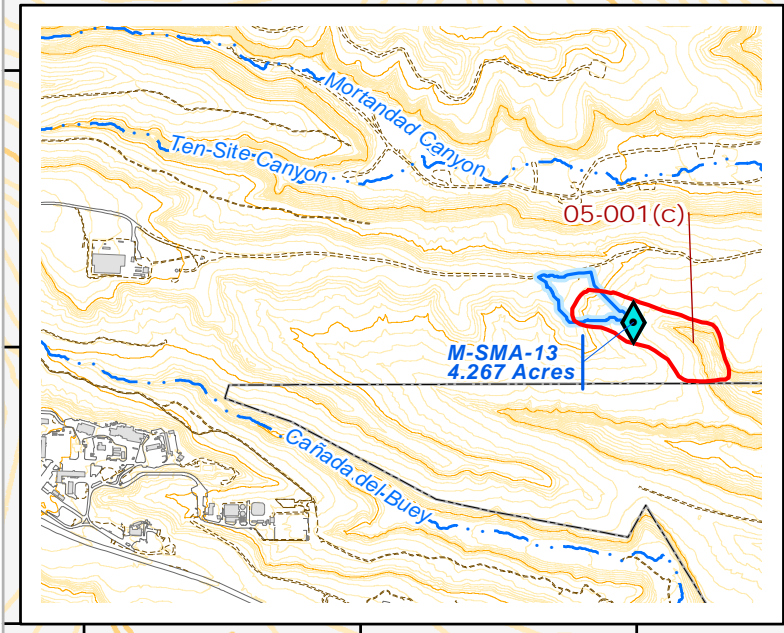 Mortandad Canyon
Ten-Site Canyon
05-001(c)
M-SMA-13
4.267 Acres
Cañada del Buey